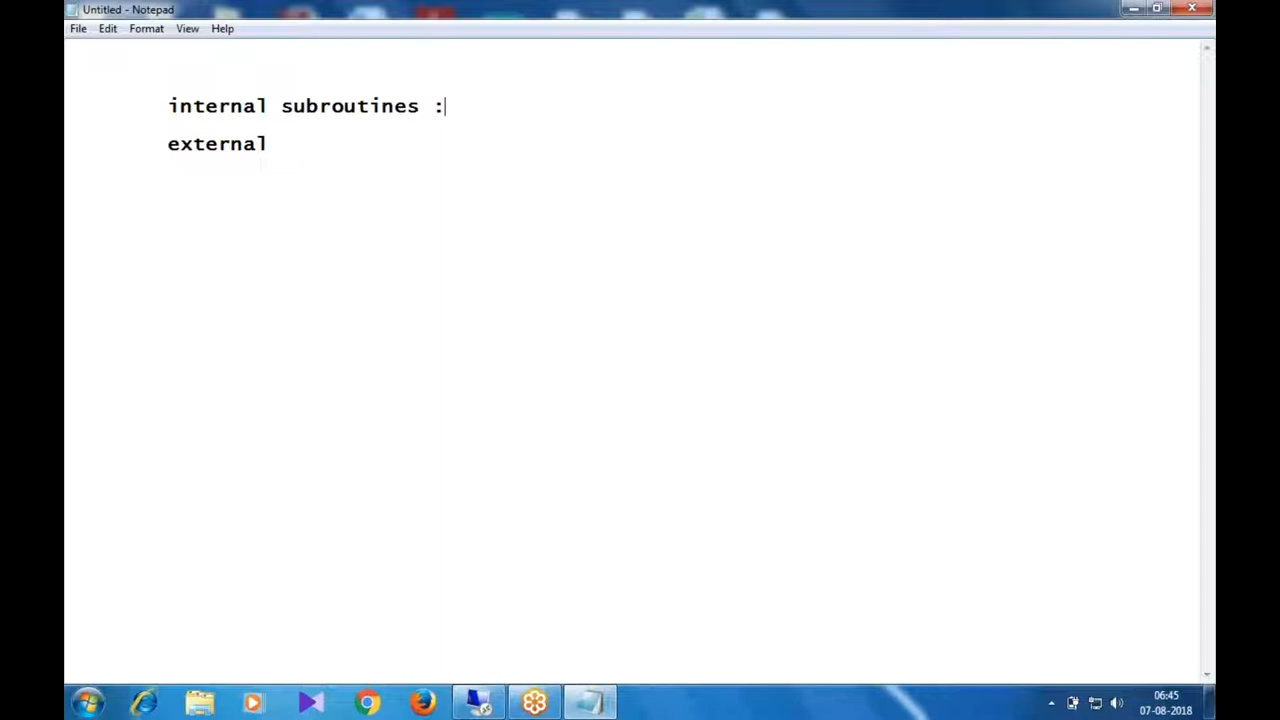 Untitled - Notepad
File Edit Format View Help
internal subroutines :
external
06:45
07-08-2018